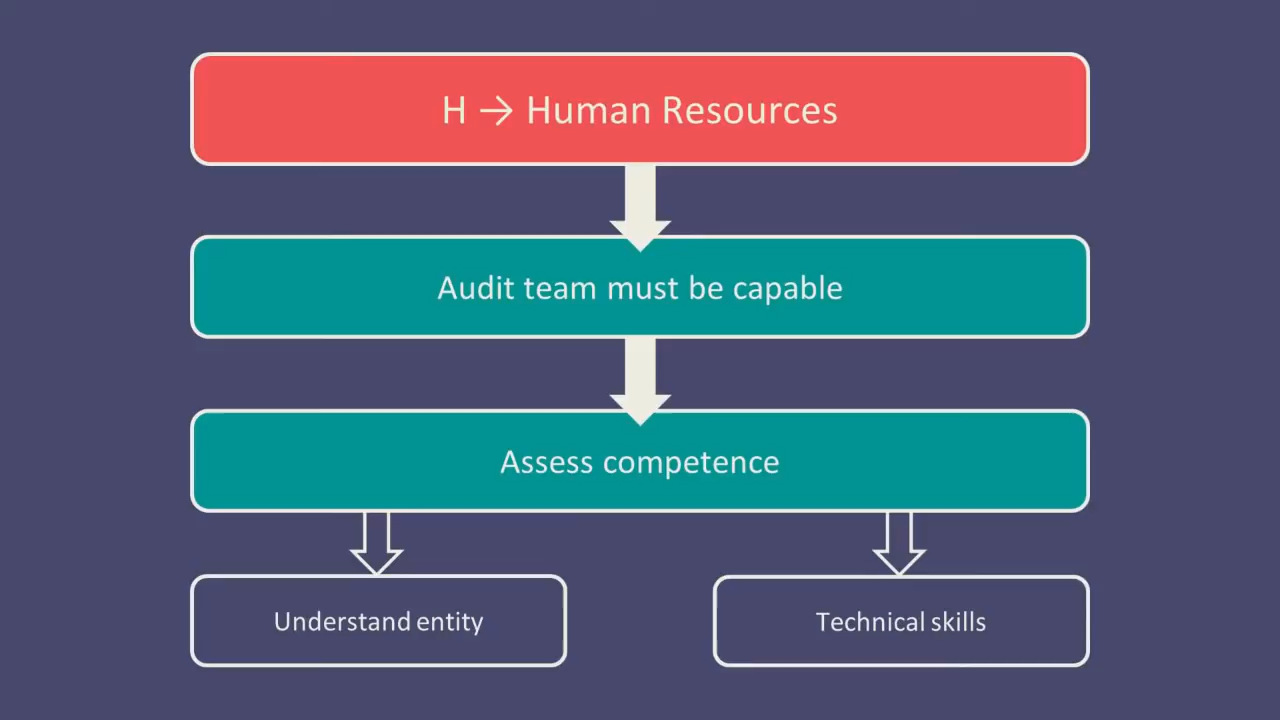 H → Human Resources
Audit team must be capable
Assess competence
Understand entity
Technical skills